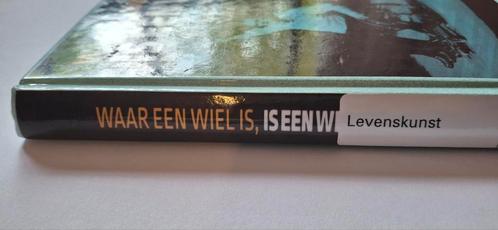 WAAR EEN WIEL IS, IS EEN W
Levenskunst